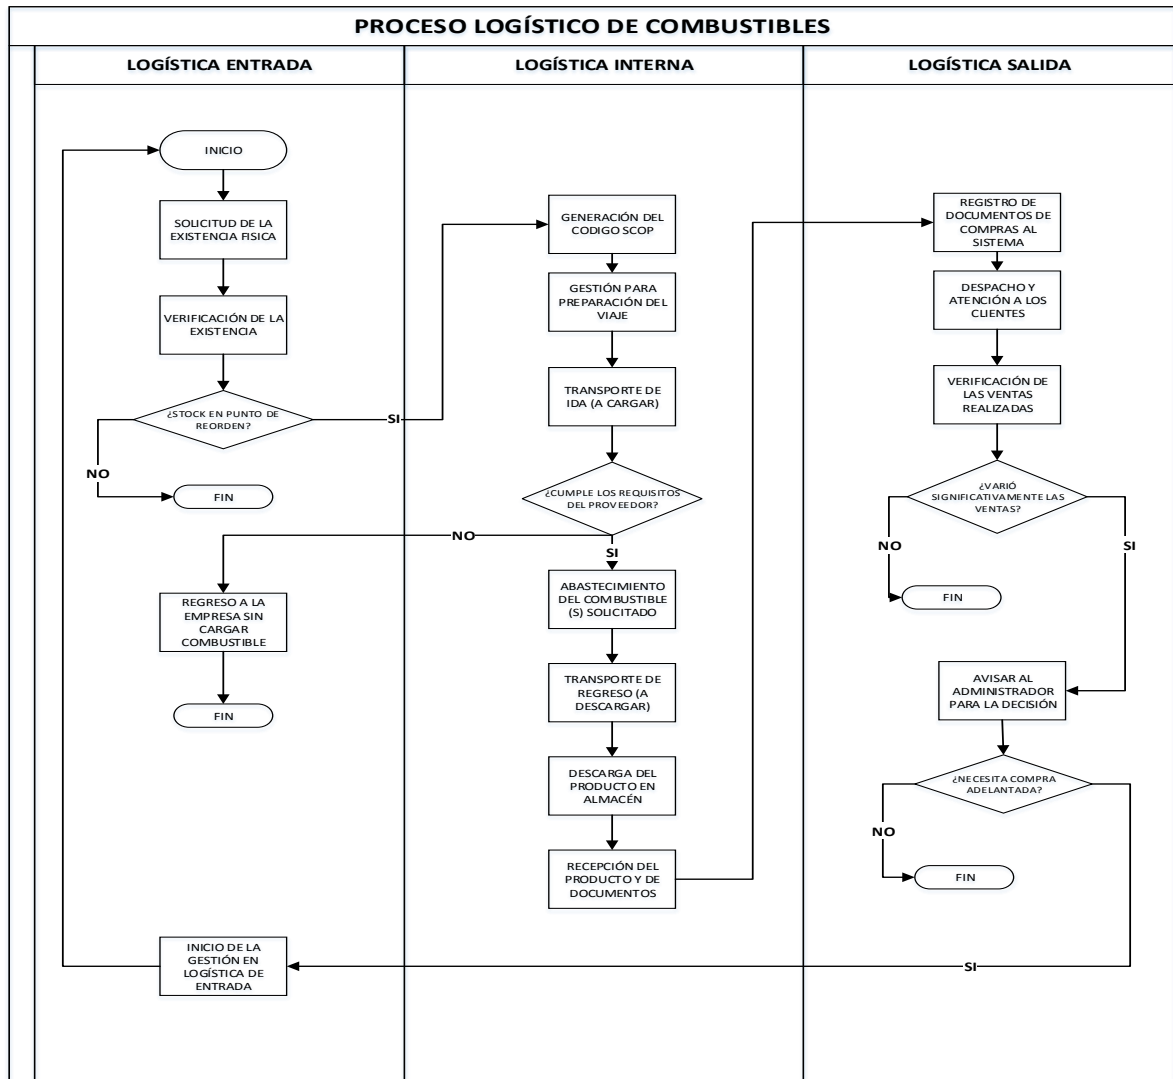 PROCESO LOGÍSTICO DE COMBUSTIBLES
LOGÍSTICA ENTRADA
LOGÍSTICA INTERNA
LOGÍSTICA SALIDA
INICIO
SOLICITUD DE LA
EXISTENCIA FISICA
VERIFICACIÓN DE LA
EXISTENCIA
¿STOCK EN PUNTO DE
REORDEN?
SI
NO
FIN
REGRESO A LA
EMPRESA SIN
CARGAR
COMBUSTIBLE
FIN
INICIO DE LA
GESTIÓN EN
LOGÍSTICA DE
ENTRADA
GENERACIÓN DEL
CODIGO SCOP
GESTIÓN PARA
PREPARACIÓN DEL
VIAJE
TRANSPORTE DE
IDA (A CARGAR)
¿CUMPLE LOS REQUISITOS
DEL PROVEEDOR?
NO
SI
ABASTECIMIENTO
DEL COMBUSTIBLE
(S) SOLICITADO
TRANSPORTE DE
REGRESO (A
DESCARGAR)
DESCARGA DEL
PRODUCTO EN
ALMACÉN
RECEPCIÓN DEL
PRODUCTO Y DE
DOCUMENTOS
REGISTRO DE
DOCUMENTOS DE
COMPRAS AL
SISTEMA
DESPACHO Y
ATENCIÓN A LOS
CLIENTES
VERIFICACIÓN DE
LAS VENTAS
REALIZADAS
¿VARIÓ
SIGNIFICATIVAMENTE LAS
VENTAS?
NO
SI
FIN
AVISAR AL
ADMINISTRADOR
PARA LA DECISIÓN
¿NECESITA COMPRA
ADELANTADA?
NO
FIN
SI